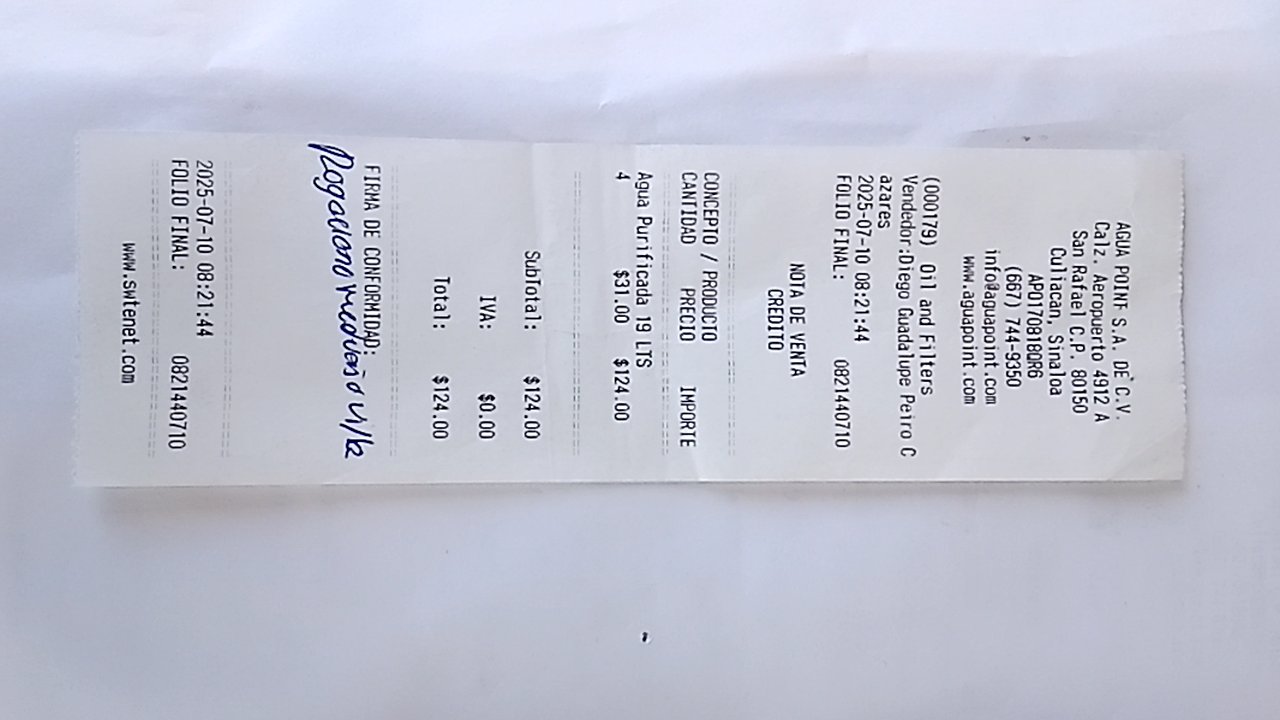 AGUA POINT S.A. DE C.V.
Calz. Aeropuerto 4912 A
San Rafael C.P. 80150
Culiacan, Sinaloa
APO170818QR6
(667) 744-9350
info@aguapoint.com
www.aguapoint.com
(000179) Oil and Filters
Vendedor:Diego Guadalupe Peiro C
azares
2025-07-10 08:21:44
FOLIO FINAL: 0821440710
NOTA DE VENTA
CREDITO
CONCEPTO / PRODUCTO
CANTIDAD PRECIO IMPORTE
Agua Purificada 19 LTS
4 $31.00 $124.00
SubTotal: $124.00
IVA: $0.00
Total: $124.00
FIRMA DE CONFORMIDAD:
2025-07-10 08:21:44
FOLIO FINAL: 0821440710
www.swtenet.com